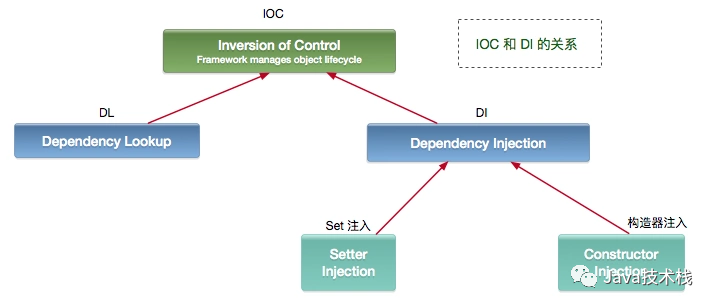 IOC
Inversion of Control
Framework manages object lifecycle
IOC 和 DI 的关系
DL
DI
Dependency Lookup
Dependency Injection
Set 注入
构造器注入
Setter
Injection
Constructor
Injection
Java技术栈